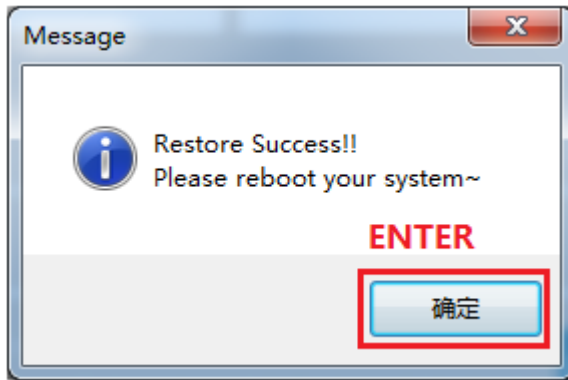 Message
Restore Success!!
Please reboot your system~
ENTER
确定